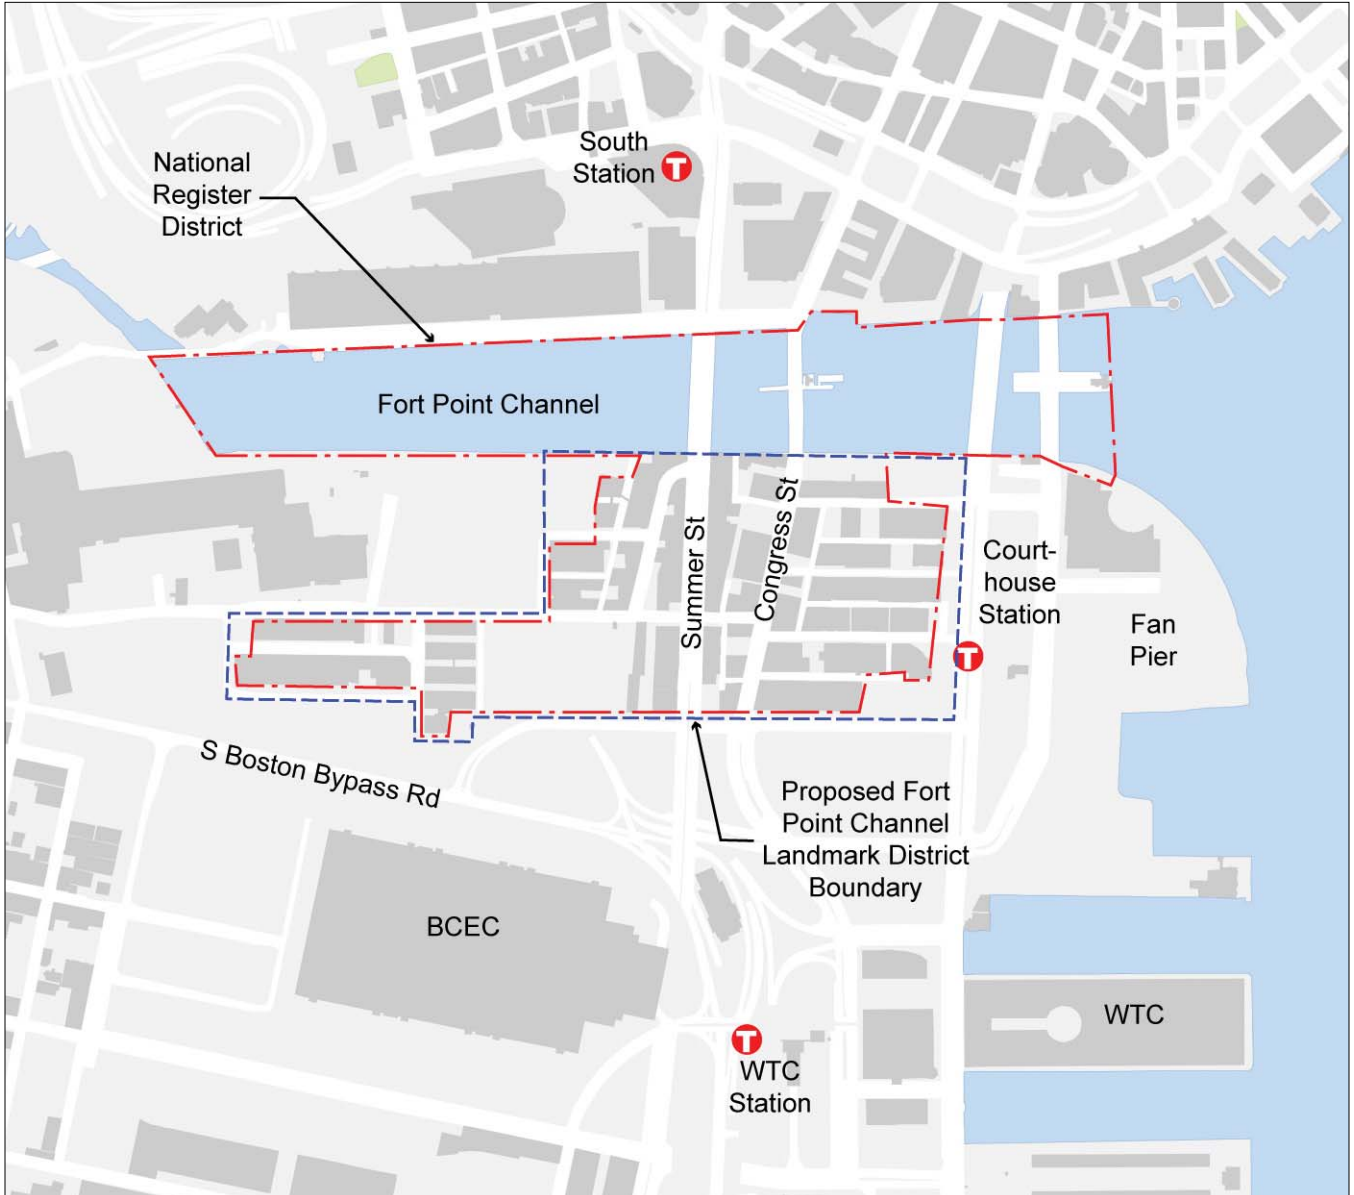 South
Station
T
National
Register
District
Fort Point Channel
Summer St
Congress St
Court-
house
Station
T
Fan
Pier
S Boston Bypass Rd
Proposed Fort
Point Channel
Landmark District
Boundary
BCEC
WTC
T
WTC
Station